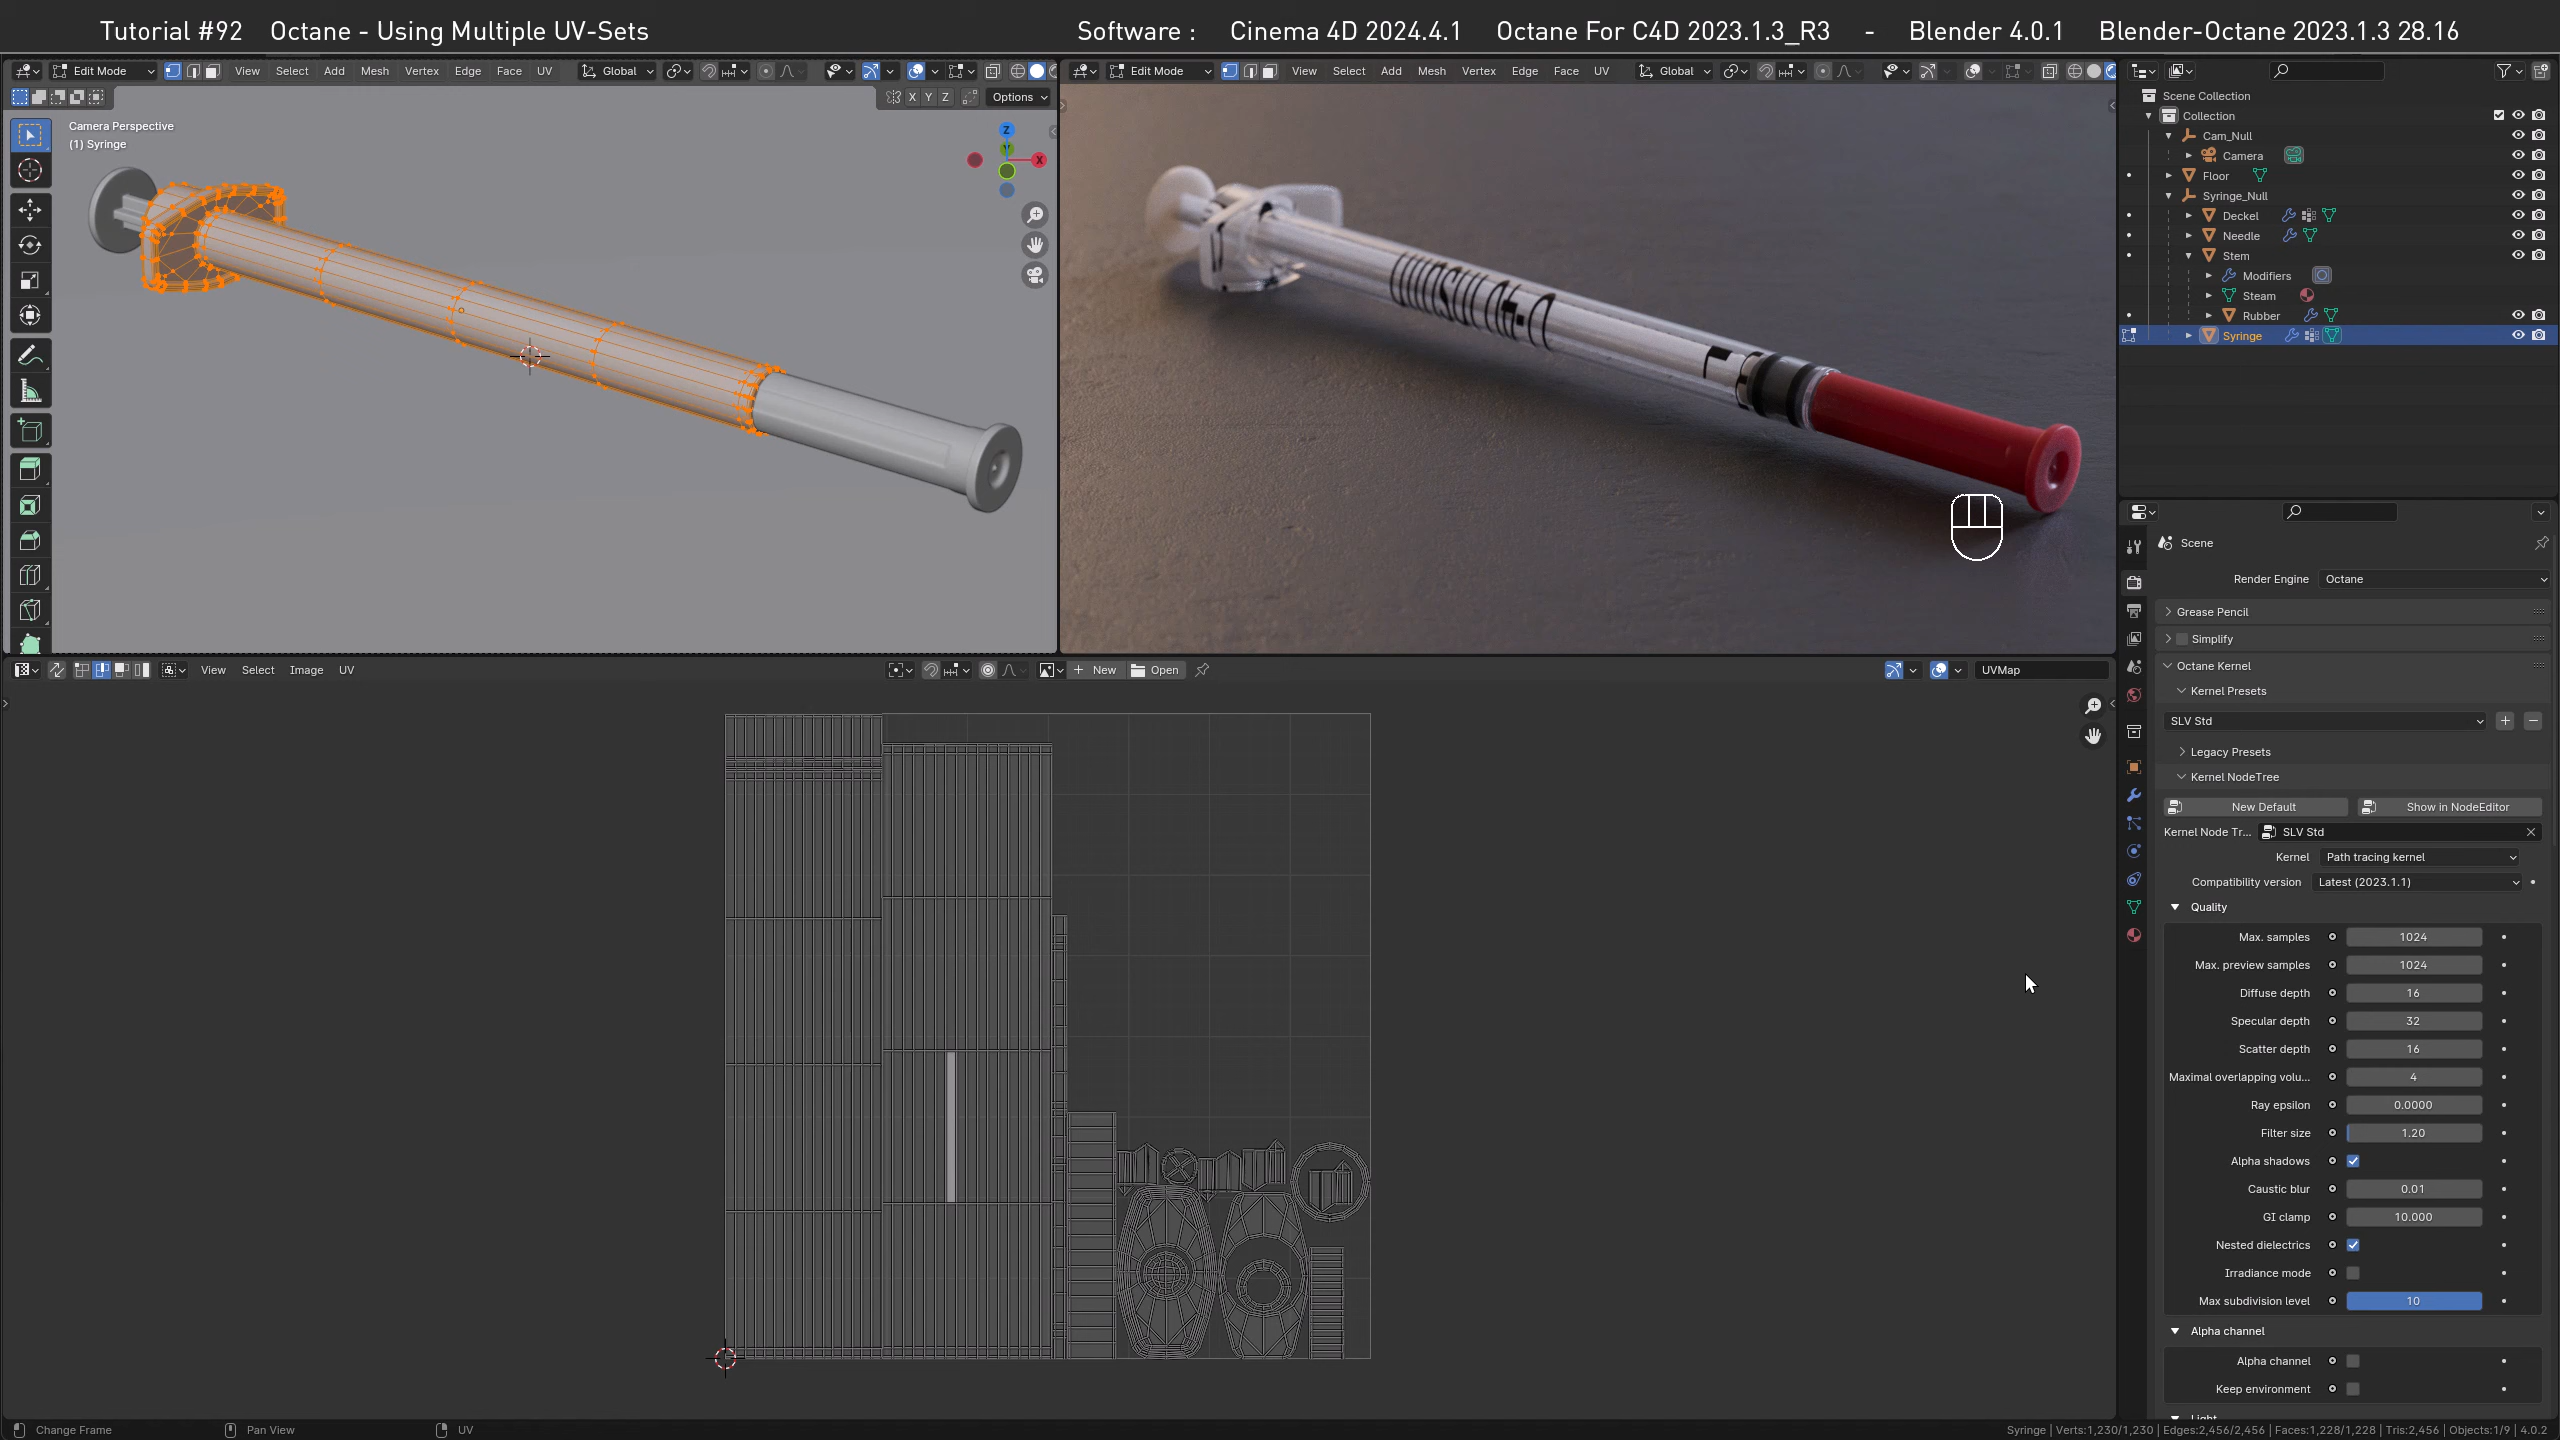 Tutorial #92 Octane - Using Multiple UV-Sets Software : Cinema 4D 2024.4.1 Octane For C4D 2023.1.3_R3 - Blender 4.0.1 Blender-Octane 2023.1.3 28.16
Edit Mode View Select Add Mesh Vertex Edge Face UV Global
Edit Mode View Select Add Mesh Vertex Edge Face UV Global
X Y Z Options
Camera Perspective
(1) Syringe
Z
Y
X
Scene Collection
Collection
Cam_Null
Camera
Floor
Syringe_Null
Deckel
Needle
Stem
Modifiers
Steam
Rubber
Syringe
Scene
Render Engine Octane
Grease Pencil
Simplify
Octane Kernel
Kernel Presets
SLV Std
Legacy Presets
Kernel NodeTree
New Default Show in NodeEditor
Kernel Node Tr... SLV Std
Kernel Path tracing kernel
Compatibility version Latest (2023.1.1)
Quality
Max. samples 1024
Max. preview samples 1024
Diffuse depth 16
Specular depth 32
Scatter depth 16
Maximal overlapping volu... 4
Ray epsilon 0.0000
Filter size 1.20
Alpha shadows
Caustic blur 0.01
GI clamp 10.000
Nested dielectrics
Irradiance mode
Max subdivision level 10
Alpha channel
Alpha channel
Keep environment
Light
View Select Image UV New Open UVMap
Change Frame Pan View UV
Syringe | Verts:1,230/1,230 | Edges:2,456/2,456 | Faces:1,228/1,228 | Tris:2,456 | Objects:1/9 | 4.0.2